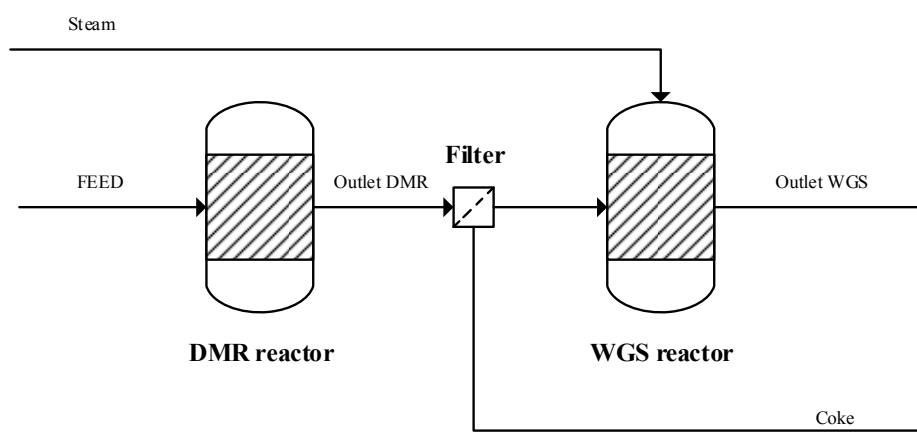 Steam
Filter
FEED
Outlet DMR
Outlet WGS
DMR reactor
WGS reactor
Coke